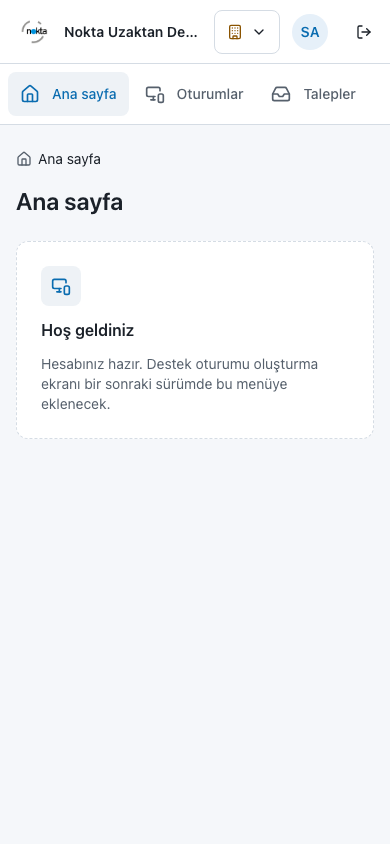 nokta
Nokta Uzaktan De...
SA
Ana sayfa
Oturumlar
Talepler
Ana sayfa
Ana sayfa
Hoş geldiniz
Hesabınız hazır. Destek oturumu oluşturma
ekranı bir sonraki sürümde bu menüye
eklenecek.